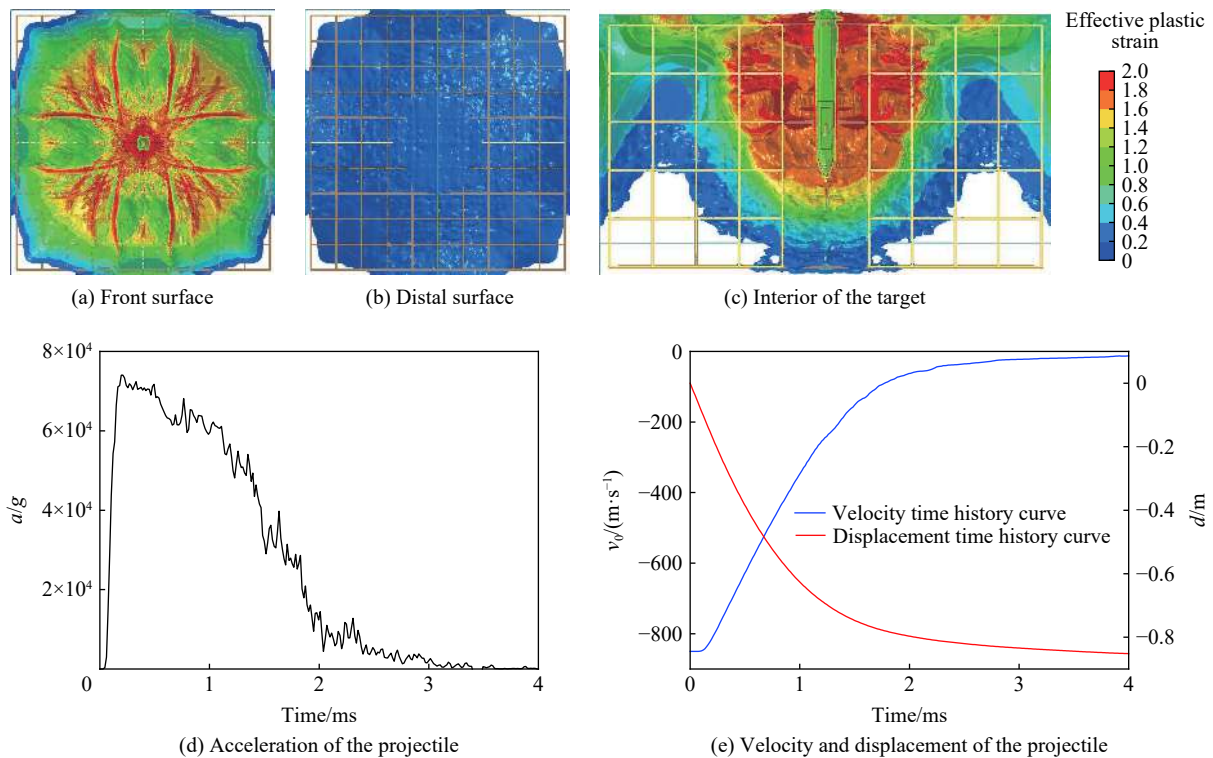 Effective plastic
strain
2.0
1.8
1.6
1.4
1.2
1.0
0.8
0.6
0.4
0.2
0
(a) Front surface
(b) Distal surface
(c) Interior of the target
8×10⁴
6×10⁴
4×10⁴
2×10⁴
a/g
0
1
2
3
4
Time/ms
(d) Acceleration of the projectile
0
−200
−400
−600
−800
v₀/(m·s⁻¹)
Velocity time history curve
Displacement time history curve
0
−0.2
−0.4
−0.6
−0.8
d/m
0
1
2
3
4
Time/ms
(e) Velocity and displacement of the projectile